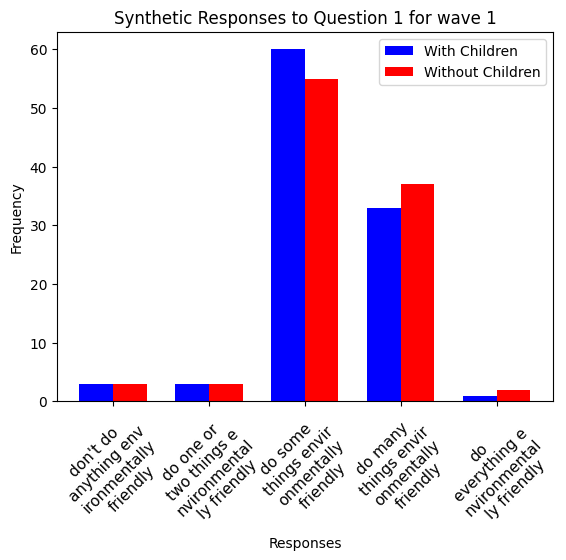 Synthetic Responses to Question 1 for wave 1
With Children
Without Children
Frequency
60
50
40
30
20
10
0
don't do
anything env
ironmentally
friendly
do one or
two things e
nvironmental
ly friendly
do some
things envir
onmentally
friendly
do many
things envir
onmentally
friendly
do
everything e
nvironmental
ly friendly
Responses